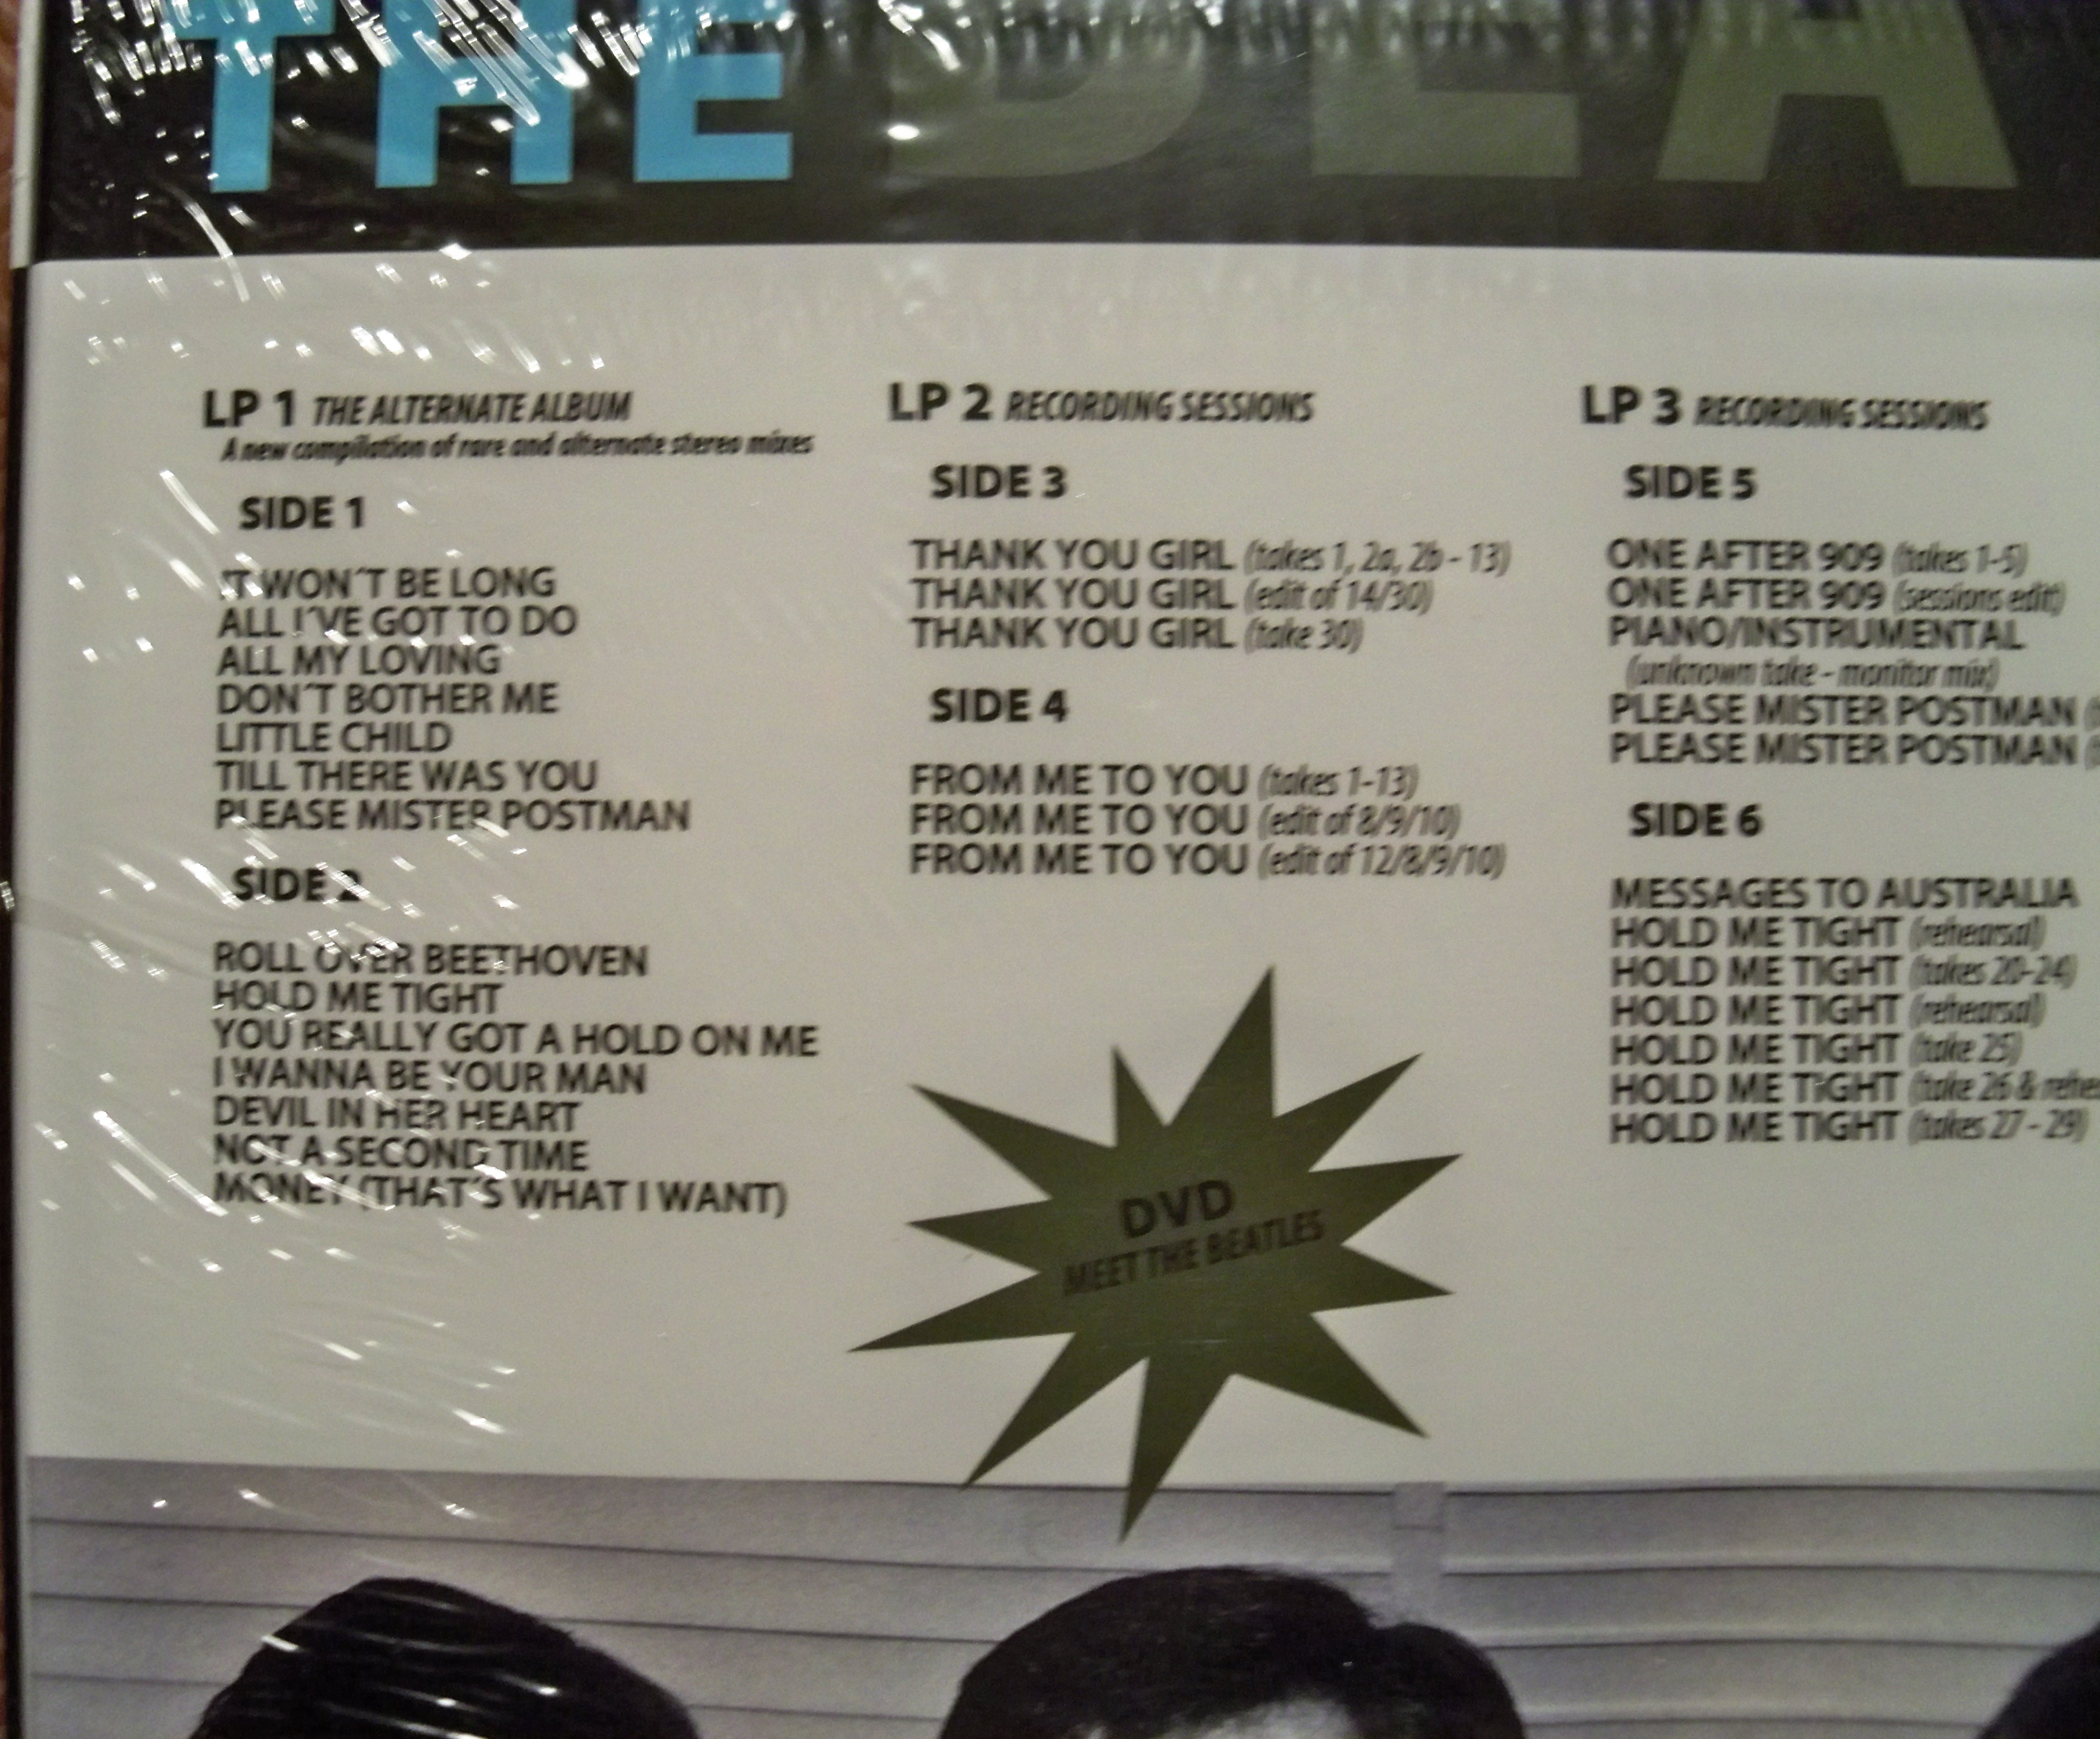 THE BEA
LP 1 THE ALTERNATE ALBUM
A new compilation of rare and alternate stereo mixes
SIDE 1
IT WON´T BE LONG
ALL I´VE GOT TO DO
ALL MY LOVING
DON´T BOTHER ME
LITTLE CHILD
TILL THERE WAS YOU
PLEASE MISTER POSTMAN
SIDE 2
ROLL OVER BEETHOVEN
HOLD ME TIGHT
YOU REALLY GOT A HOLD ON ME
I WANNA BE YOUR MAN
DEVIL IN HER HEART
NOT A SECOND TIME
MONEY (THAT´S WHAT I WANT)
LP 2 RECORDING SESSIONS
SIDE 3
THANK YOU GIRL (takes 1, 2a, 2b - 13)
THANK YOU GIRL (edit of 14/30)
THANK YOU GIRL (take 30)
SIDE 4
FROM ME TO YOU (takes 1-13)
FROM ME TO YOU (edit of 8/9/10)
FROM ME TO YOU (edit of 12/8/9/10)
DVD
MEET THE BEATLES
LP 3 RECORDING SESSIONS
SIDE 5
ONE AFTER 909 (takes 1-5)
ONE AFTER 909 (sessions edit)
PIANO/INSTRUMENTAL
(unknown take - monitor mix)
PLEASE MISTER POSTMAN (
PLEASE MISTER POSTMAN (
SIDE 6
MESSAGES TO AUSTRALIA
HOLD ME TIGHT (rehearsal)
HOLD ME TIGHT (takes 20-24)
HOLD ME TIGHT (rehearsal)
HOLD ME TIGHT (take 25)
HOLD ME TIGHT (take 26 & rehe
HOLD ME TIGHT (takes 27 - 29)